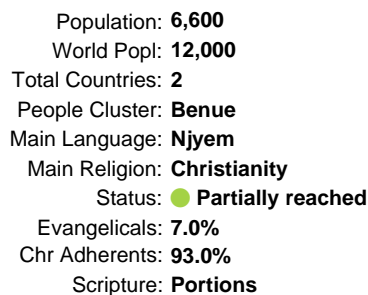 Population: 6,600
World Popl: 12,000
Total Countries: 2
People Cluster: Benue
Main Language: Njyem
Main Religion: Christianity
Status: Partially reached
Evangelicals: 7.0%
Chr Adherents: 93.0%
Scripture: Portions